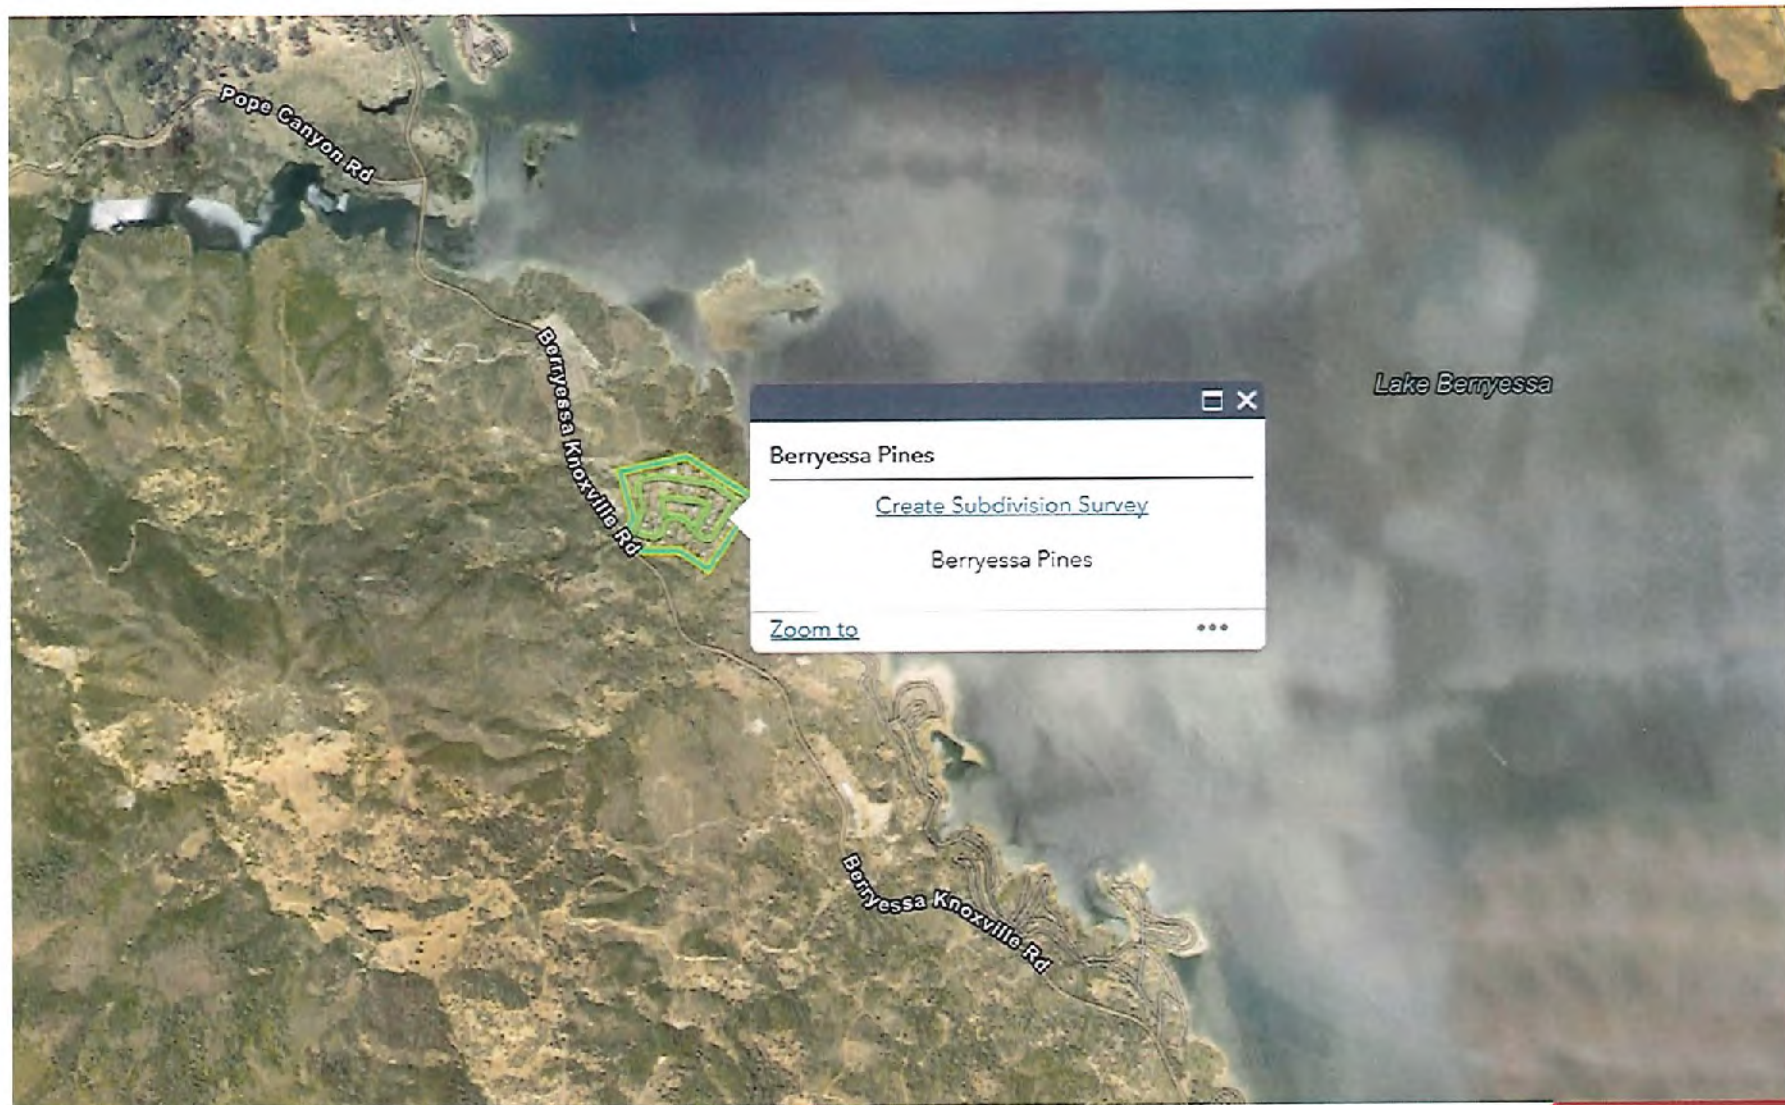 Pope Canyon Rd
Berryessa Knoxville Rd
Lake Berryessa
Berryessa Pines
Create Subdivision Survey
Berryessa Pines
Zoom to
Berryessa Knoxville Rd